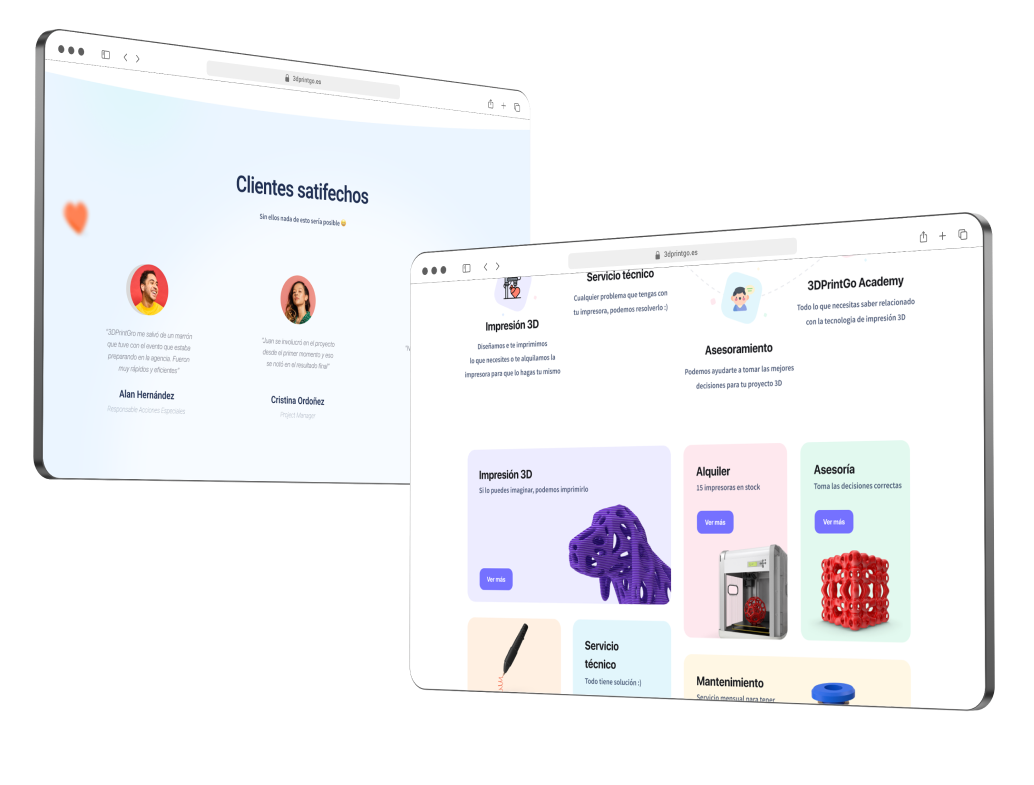 3dprintgo.es
Clientes satifechos
Sin ellos nada de esto sería posible 😊
"3DPrintGro me salvó de un marrón
que tuve con el evento que estaba
preparando en la agencia. Fueron
muy rápidos y eficientes"
Alan Hernández
Responsable Acciones Especiales
"Juan se involucró en el proyecto
desde el primer momento y eso
se notó en el resultado final"
Cristina Ordoñez
Project Manager
3dprintgo.es
Impresión 3D
Diseñamos e te imprimimos
lo que necesites o te alquilamos la
impresora para que lo hagas tu mismo
Servicio técnico
Cualquier problema que tengas con
tu impresora, podemos resolverlo :)
Asesoramiento
Podemos ayudarte a tomar las mejores
decisiones para tu proyecto 3D
3DPrintGo Academy
Todo lo que necesitas saber relacionado
con la tecnología de impresión 3D
Impresión 3D
Si lo puedes imaginar, podemos imprimirlo
Ver más
Alquiler
15 impresoras en stock
Ver más
Asesoría
Toma las decisiones correctas
Ver más
Servicio
técnico
Todo tiene solución :)
Mantenimiento
Servicio mensual para tener